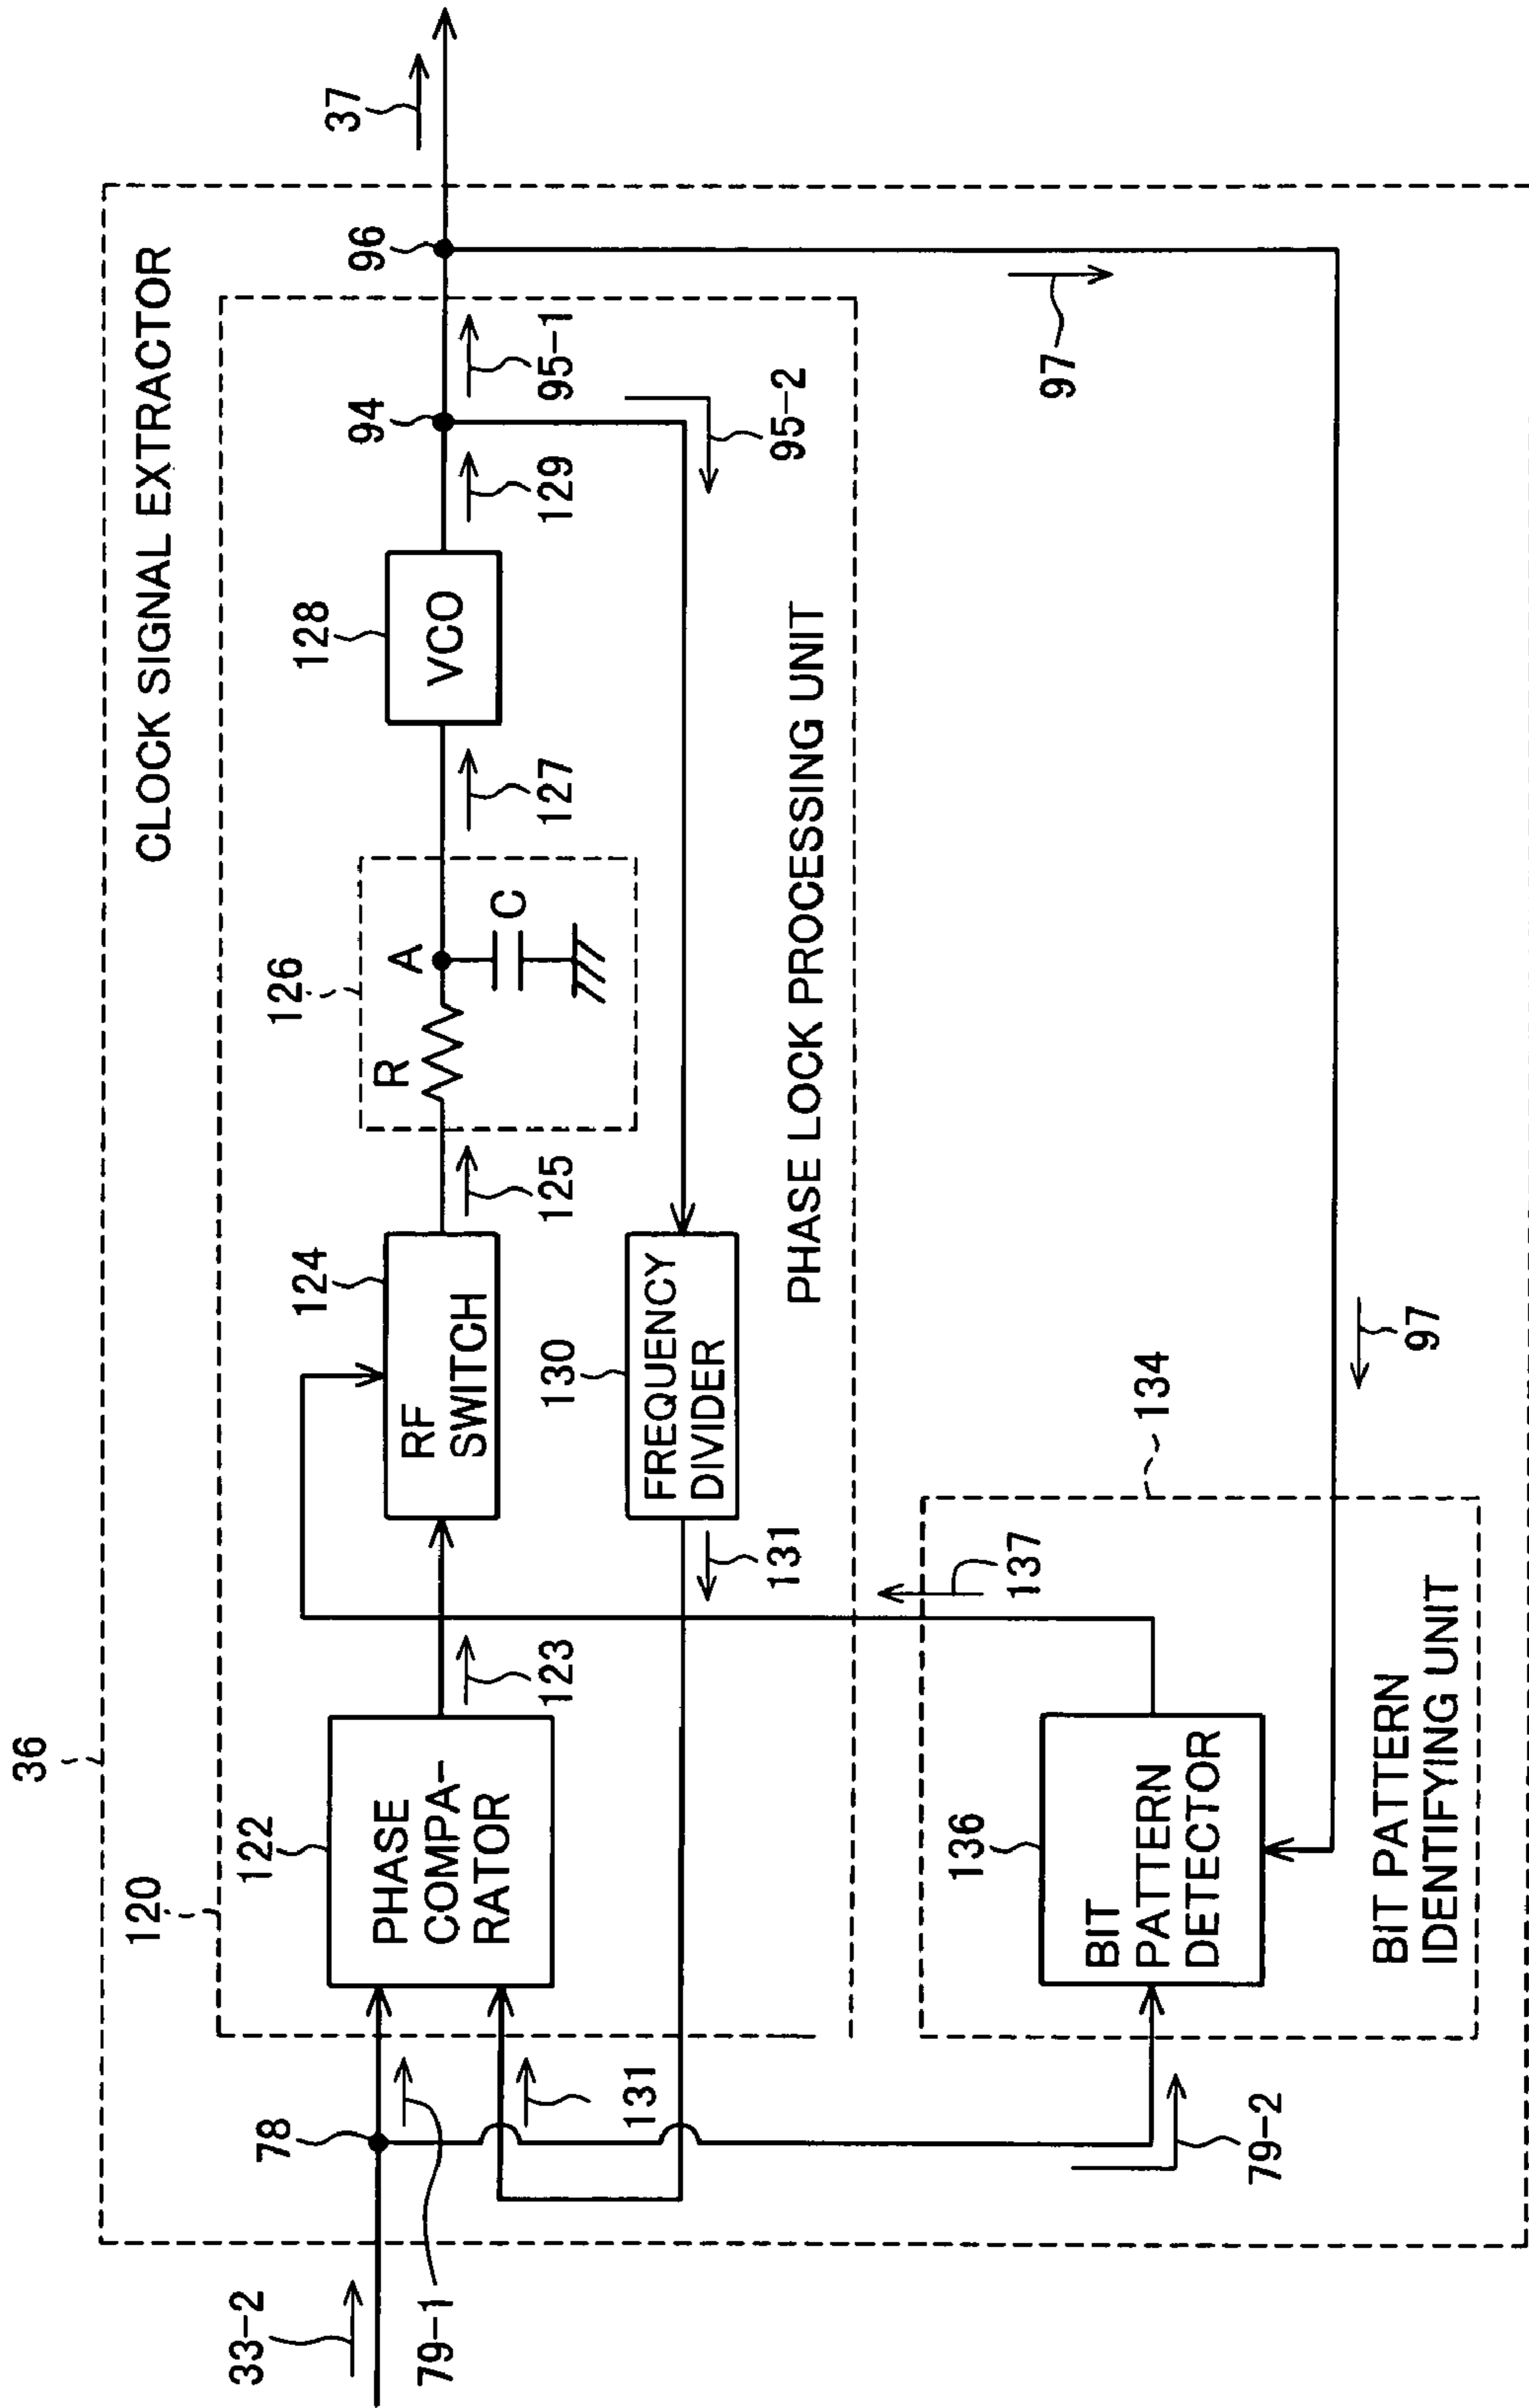 36
CLOCK SIGNAL EXTRACTOR
120
122
PHASE
COMPA-
RATOR
123
124
RF
SWITCH
125
126
R
A
C
127
128
VCO
129
94
95-1
96
37
33-2
78
79-1
131
130
FREQUENCY
DIVIDER
131
95-2
PHASE LOCK PROCESSING UNIT
97
79-2
136
BIT
PATTERN
DETECTOR
137
134
97
BIT PATTERN
IDENTIFYING UNIT